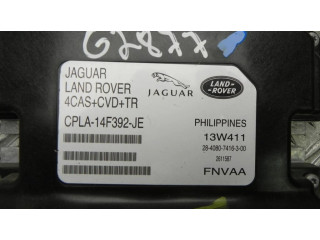 G2877
JAGUAR
LAND ROVER
4CAS+CVD+TR
CPLA-14F392-JE
JAGUAR
LAND ROVER
PHILIPPINES
13W411
28-4080-7416-3-00
2611587
FNVAA